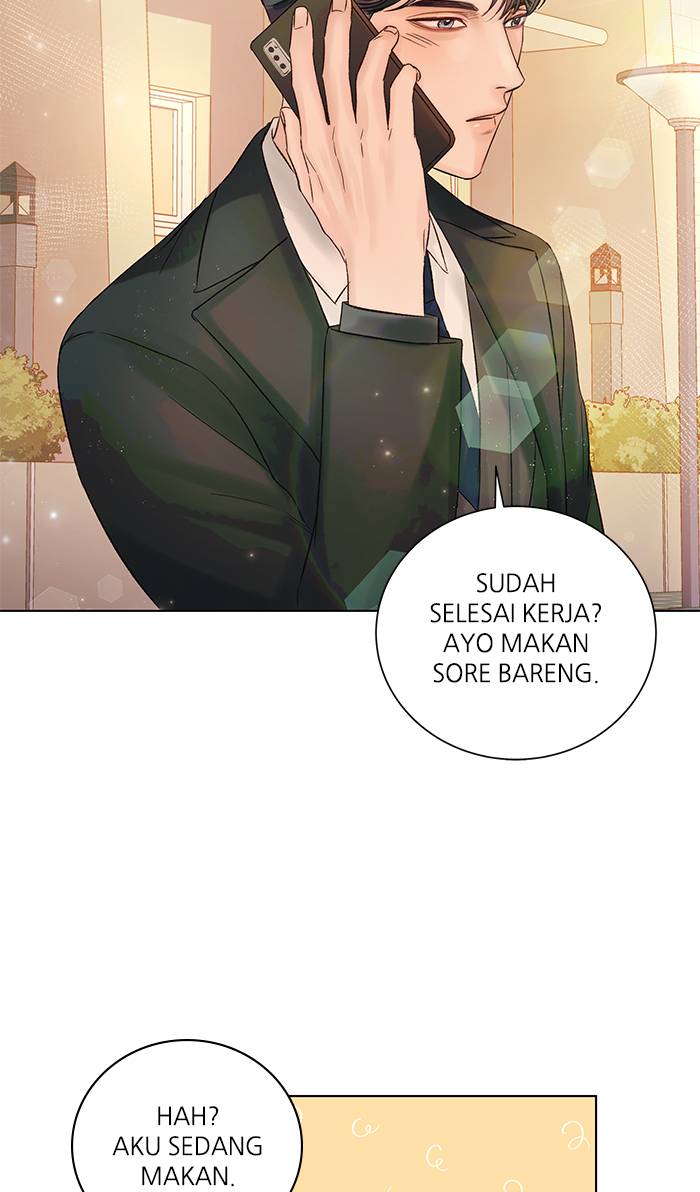 SUDAH
SELESAI KERJA?
AYO MAKAN
SORE BARENG.
HAH?
AKU SEDANG
MAKAN.